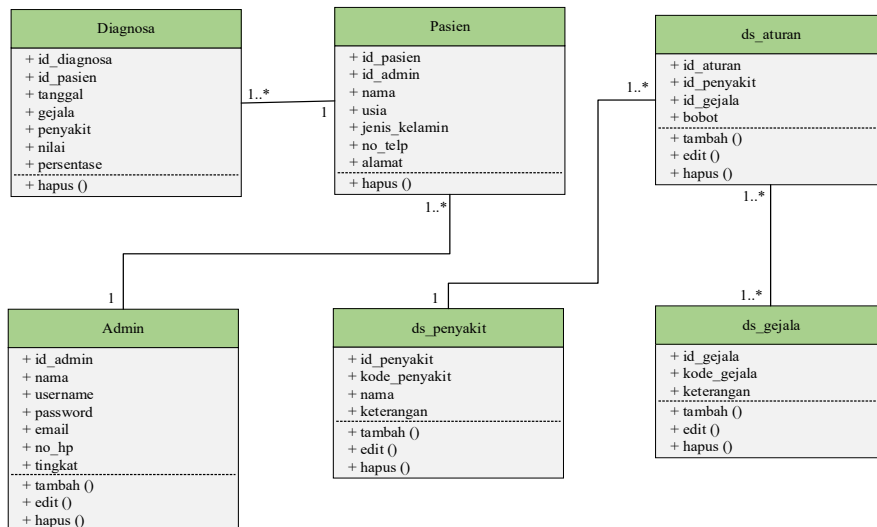 Diagnosa
+ id_diagnosa
+ id_pasien
+ tanggal
+ gejala
+ penyakit
+ nilai
+ persentase
+ hapus ()
1..*
1
Pasien
+ id_pasien
+ id_admin
+ nama
+ usia
+ jenis_kelamin
+ no_telp
+ alamat
+ hapus ()
1..*
1
ds_aturan
+ id_aturan
+ id_penyakit
+ id_gejala
+ bobot
+ tambah ()
+ edit ()
+ hapus ()
1..*
1
1..*
1..*
Admin
+ id_admin
+ nama
+ username
+ password
+ email
+ no_hp
+ tingkat
+ tambah ()
+ edit ()
+ hapus ()
ds_penyakit
+ id_penyakit
+ kode_penyakit
+ nama
+ keterangan
+ tambah ()
+ edit ()
+ hapus ()
ds_gejala
+ id_gejala
+ kode_gejala
+ keterangan
+ tambah ()
+ edit ()
+ hapus ()